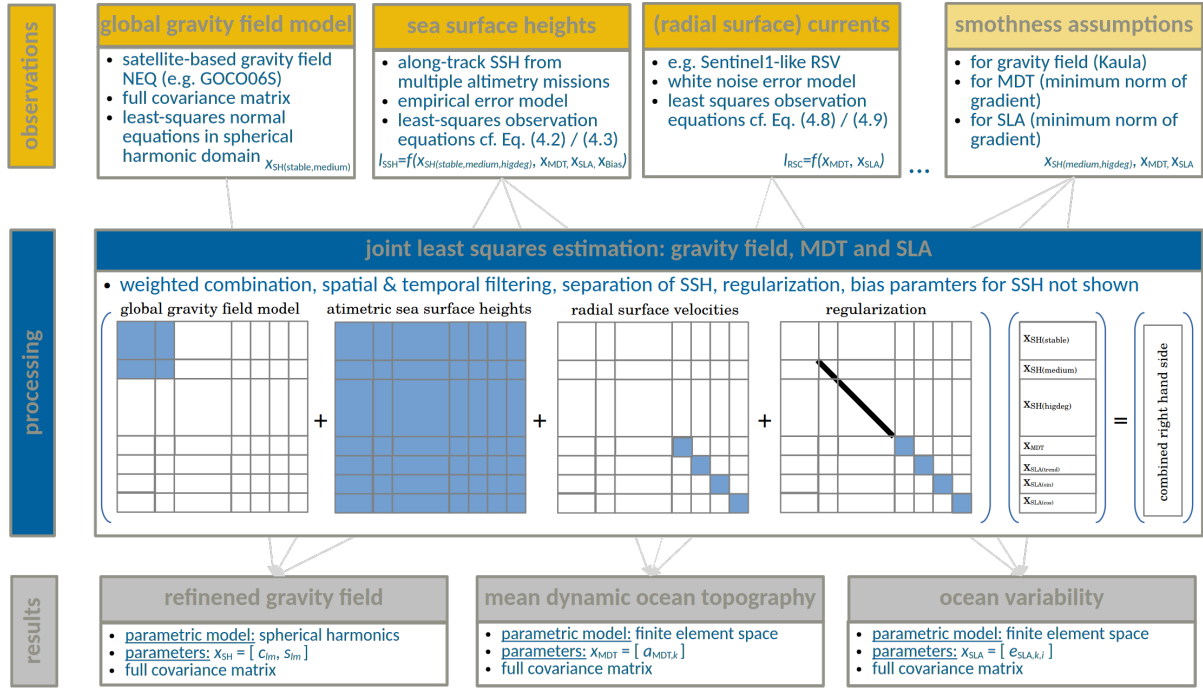 observations
global gravity field model
• satellite-based gravity field
NEQ (e.g. GOCO06S)
• full covariance matrix
• least-squares normal
equations in spherical
harmonic domain
xSH(stable,medium)
sea surface heights
• along-track SSH from
multiple altimetry missions
• empirical error model
• least-squares observation
equations cf. Eq. (4.2) / (4.3)
lSSH=f(xSH(stable,medium,higdeg), xMDT, xSLA, xBias)
(radial surface) currents
• e.g. Sentinel1-like RSV
• white noise error model
• least squares observation
equations cf. Eq. (4.8) / (4.9)
lRSC=f(xMDT, xSLA)
...
smothness assumptions
• for gravity field (Kaula)
• for MDT (minimum norm of
gradient)
• for SLA (minimum norm of
gradient)
xSH(medium,higdeg), xMDT, xSLA
processing
joint least squares estimation: gravity field, MDT and SLA
• weighted combination, spatial & temporal filtering, separation of SSH, regularization, bias paramters for SSH not shown
global gravity field model
atimetric sea surface heights
radial surface velocities
regularization
+
+
+
xSH(stable)
xSH(medium)
xSH(higdeg)
xMDT
xSLA(trend)
xSLA(sin)
xSLA(cos)
=
combined right hand side
results
refinened gravity field
• parametric model: spherical harmonics
• parameters: xSH = [ clm, slm ]
• full covariance matrix
mean dynamic ocean topography
• parametric model: finite element space
• parameters: xMDT = [ aMDT,k ]
• full covariance matrix
ocean variability
• parametric model: finite element space
• parameters: xSLA = [ eSLA,k,i ]
• full covariance matrix